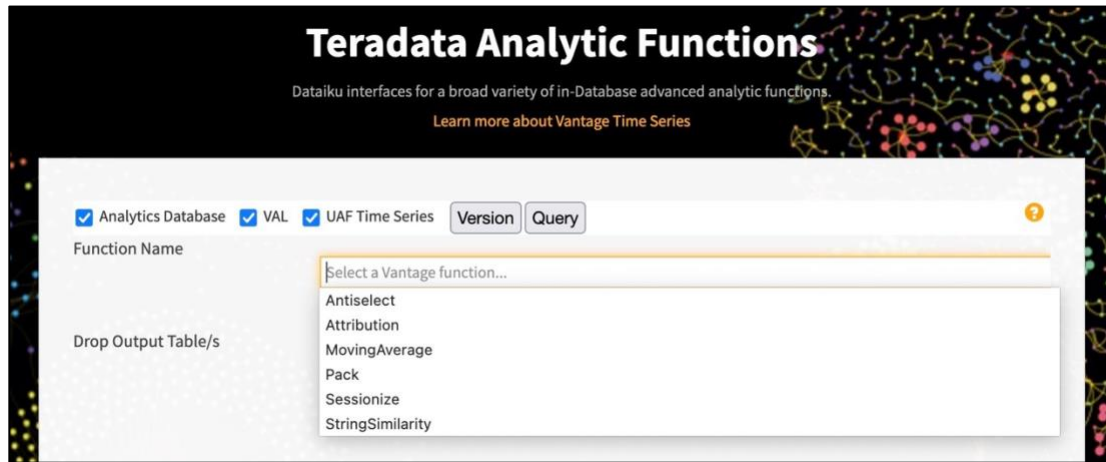 Teradata Analytic Functions
Dataiku interfaces for a broad variety of in-Database advanced analytic functions.
Learn more about Vantage Time Series
Analytics Database VAL UAF Time Series Version Query ?
Function Name
Select a Vantage function...
Antiselect
Attribution
Drop Output Table/s
MovingAverage
Pack
Sessionize
StringSimilarity